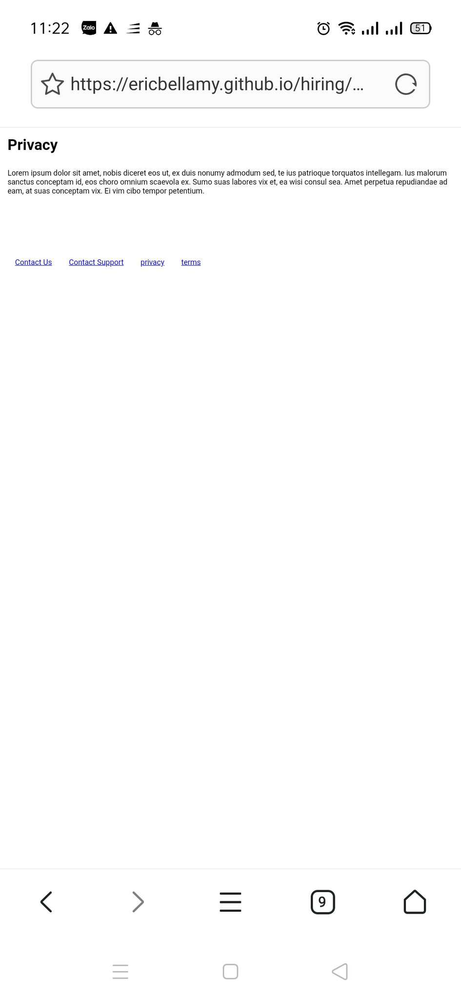 11:22 Zalo 51
https://ericbellamy.github.io/hiring/...
Privacy
Lorem ipsum dolor sit amet, nobis diceret eos ut, ex duis nonumy admodum sed, te ius patrioque torquatos intellegam. Ius malorum
sanctus conceptam id, eos choro omnium scaevola ex. Sumo suas labores vix et, ea wisi consul sea. Amet perpetua repudiandae ad
eam, at suas conceptam vix. Ei vim cibo tempor petentium.
Contact Us Contact Support privacy terms
9